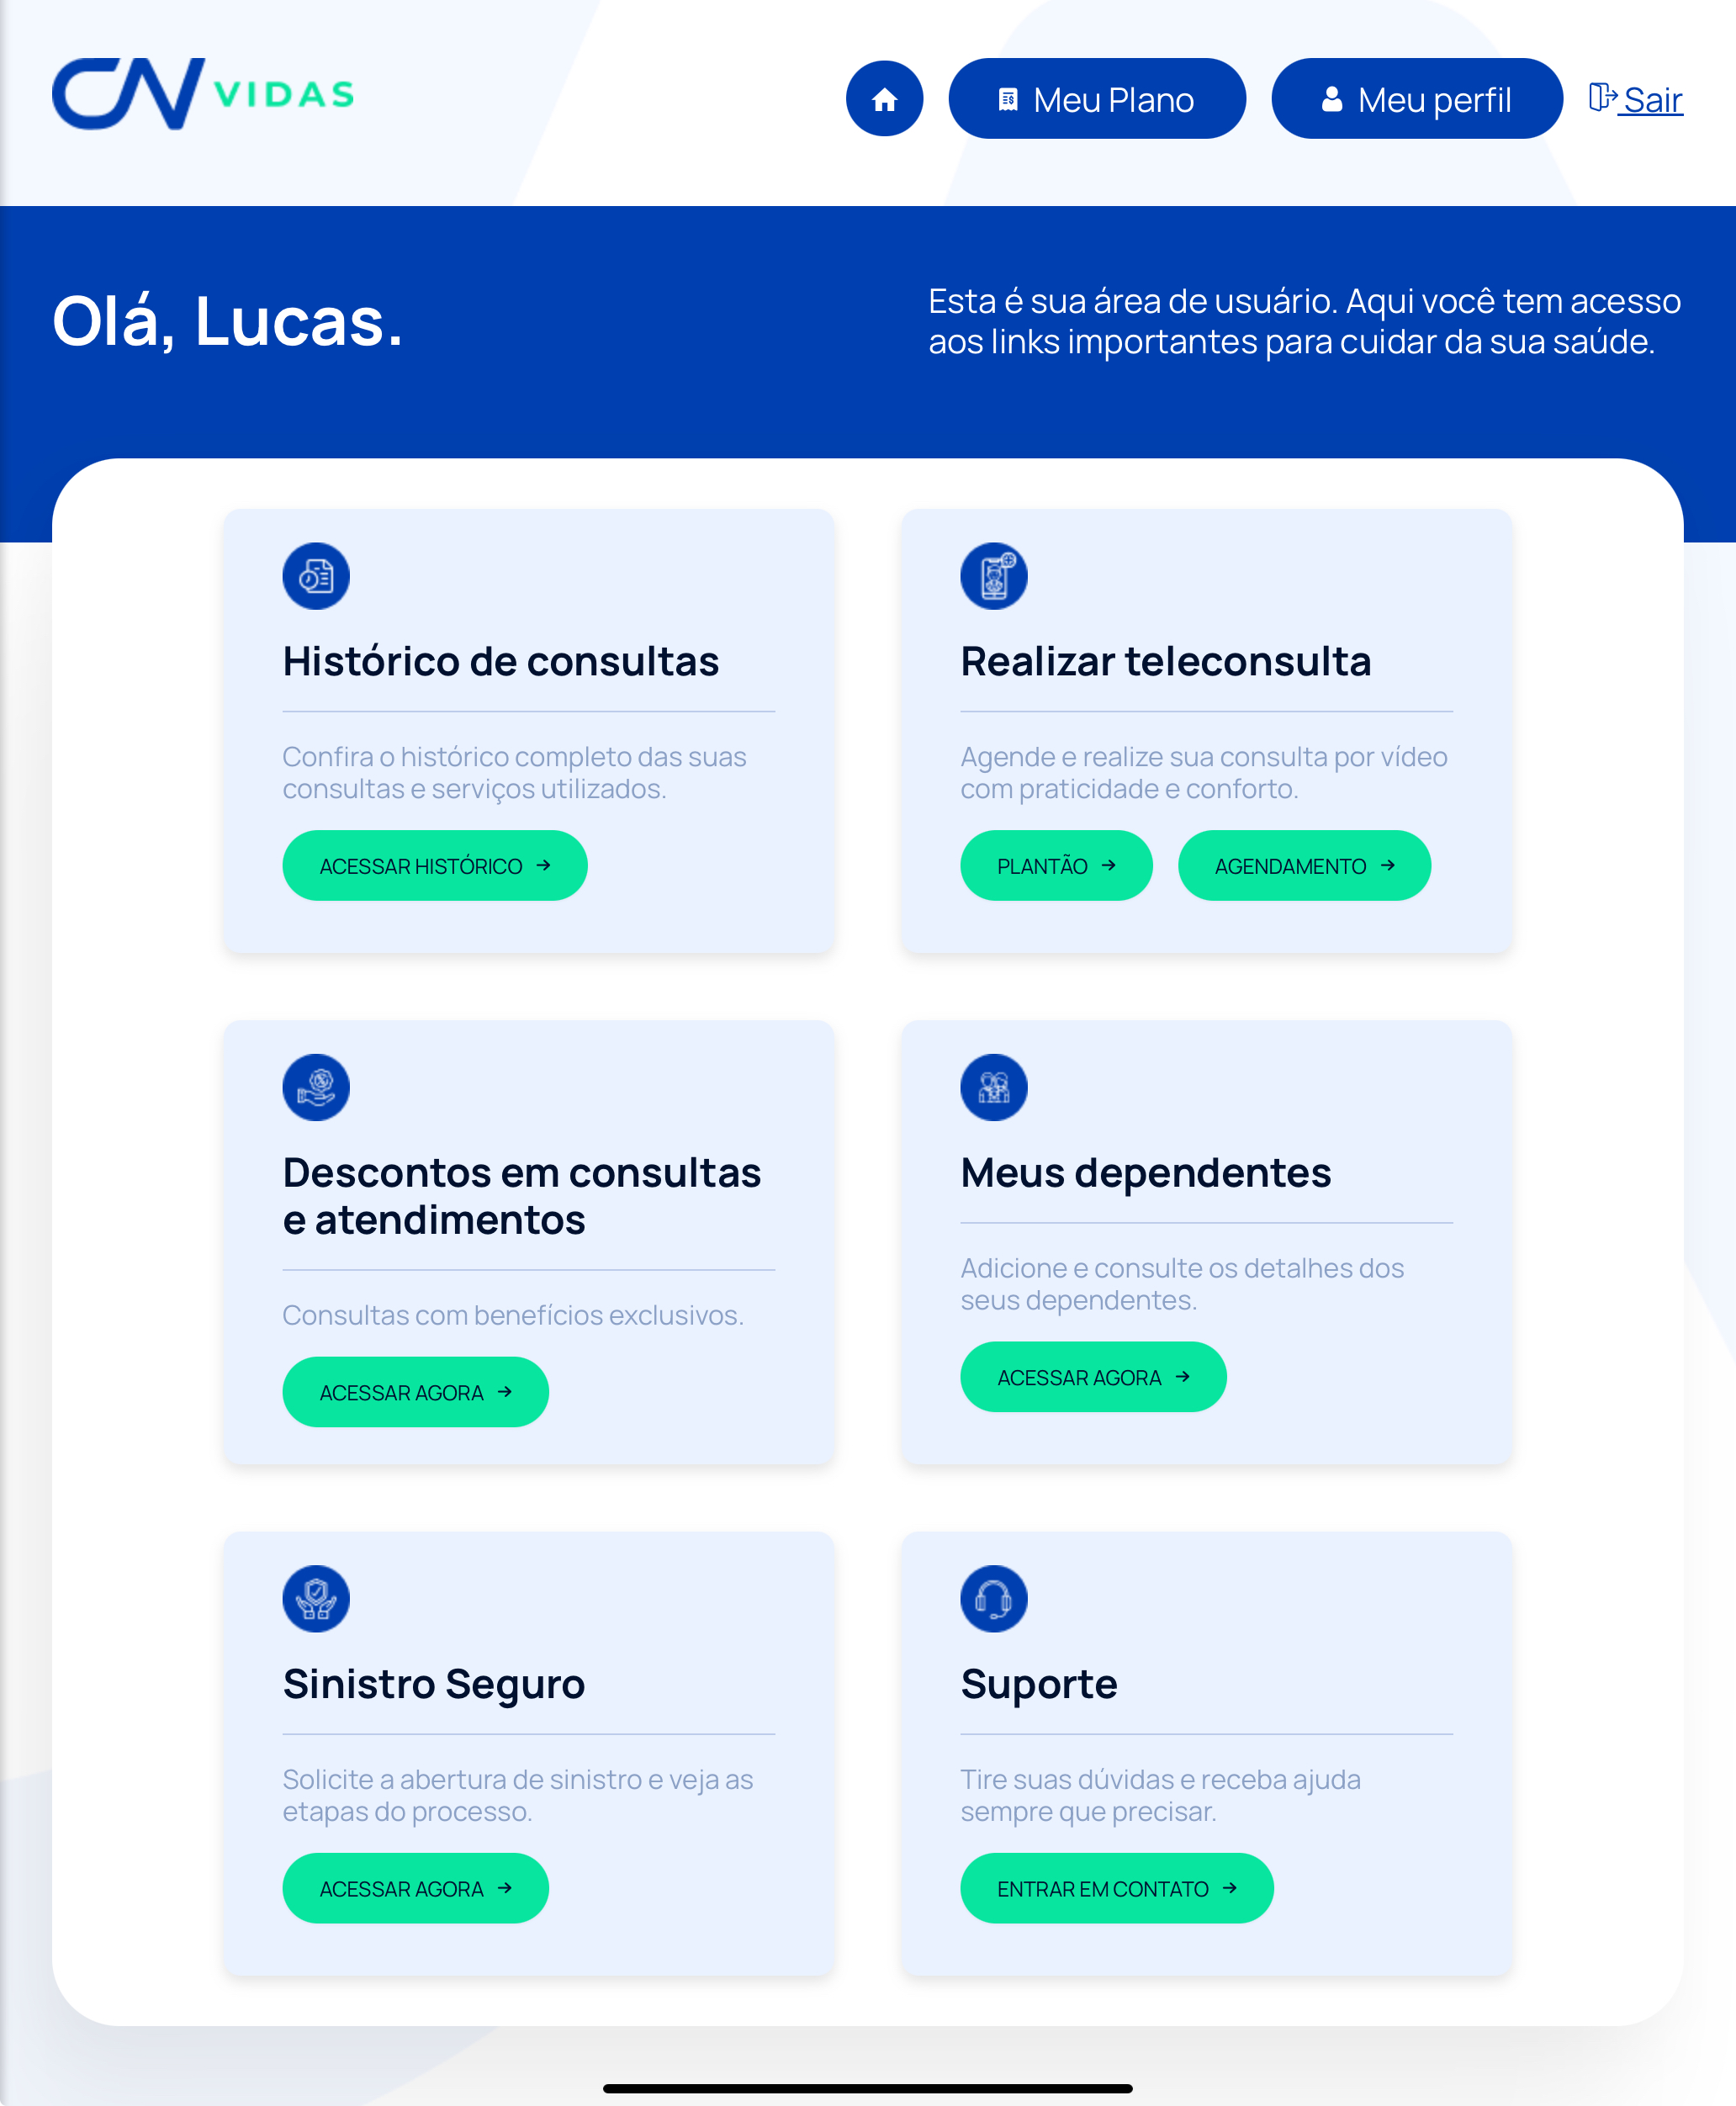 CN VIDAS
Meu Plano
Meu perfil
Sair
Olá, Lucas.
Esta é sua área de usuário. Aqui você tem acesso
aos links importantes para cuidar da sua saúde.
Histórico de consultas
Confira o histórico completo das suas
consultas e serviços utilizados.
ACESSAR HISTÓRICO →
Realizar teleconsulta
Agende e realize sua consulta por vídeo
com praticidade e conforto.
PLANTÃO →
AGENDAMENTO →
Descontos em consultas
e atendimentos
Consultas com benefícios exclusivos.
ACESSAR AGORA →
Meus dependentes
Adicione e consulte os detalhes dos
seus dependentes.
ACESSAR AGORA →
Sinistro Seguro
Solicite a abertura de sinistro e veja as
etapas do processo.
ACESSAR AGORA →
Suporte
Tire suas dúvidas e receba ajuda
sempre que precisar.
ENTRAR EM CONTATO →